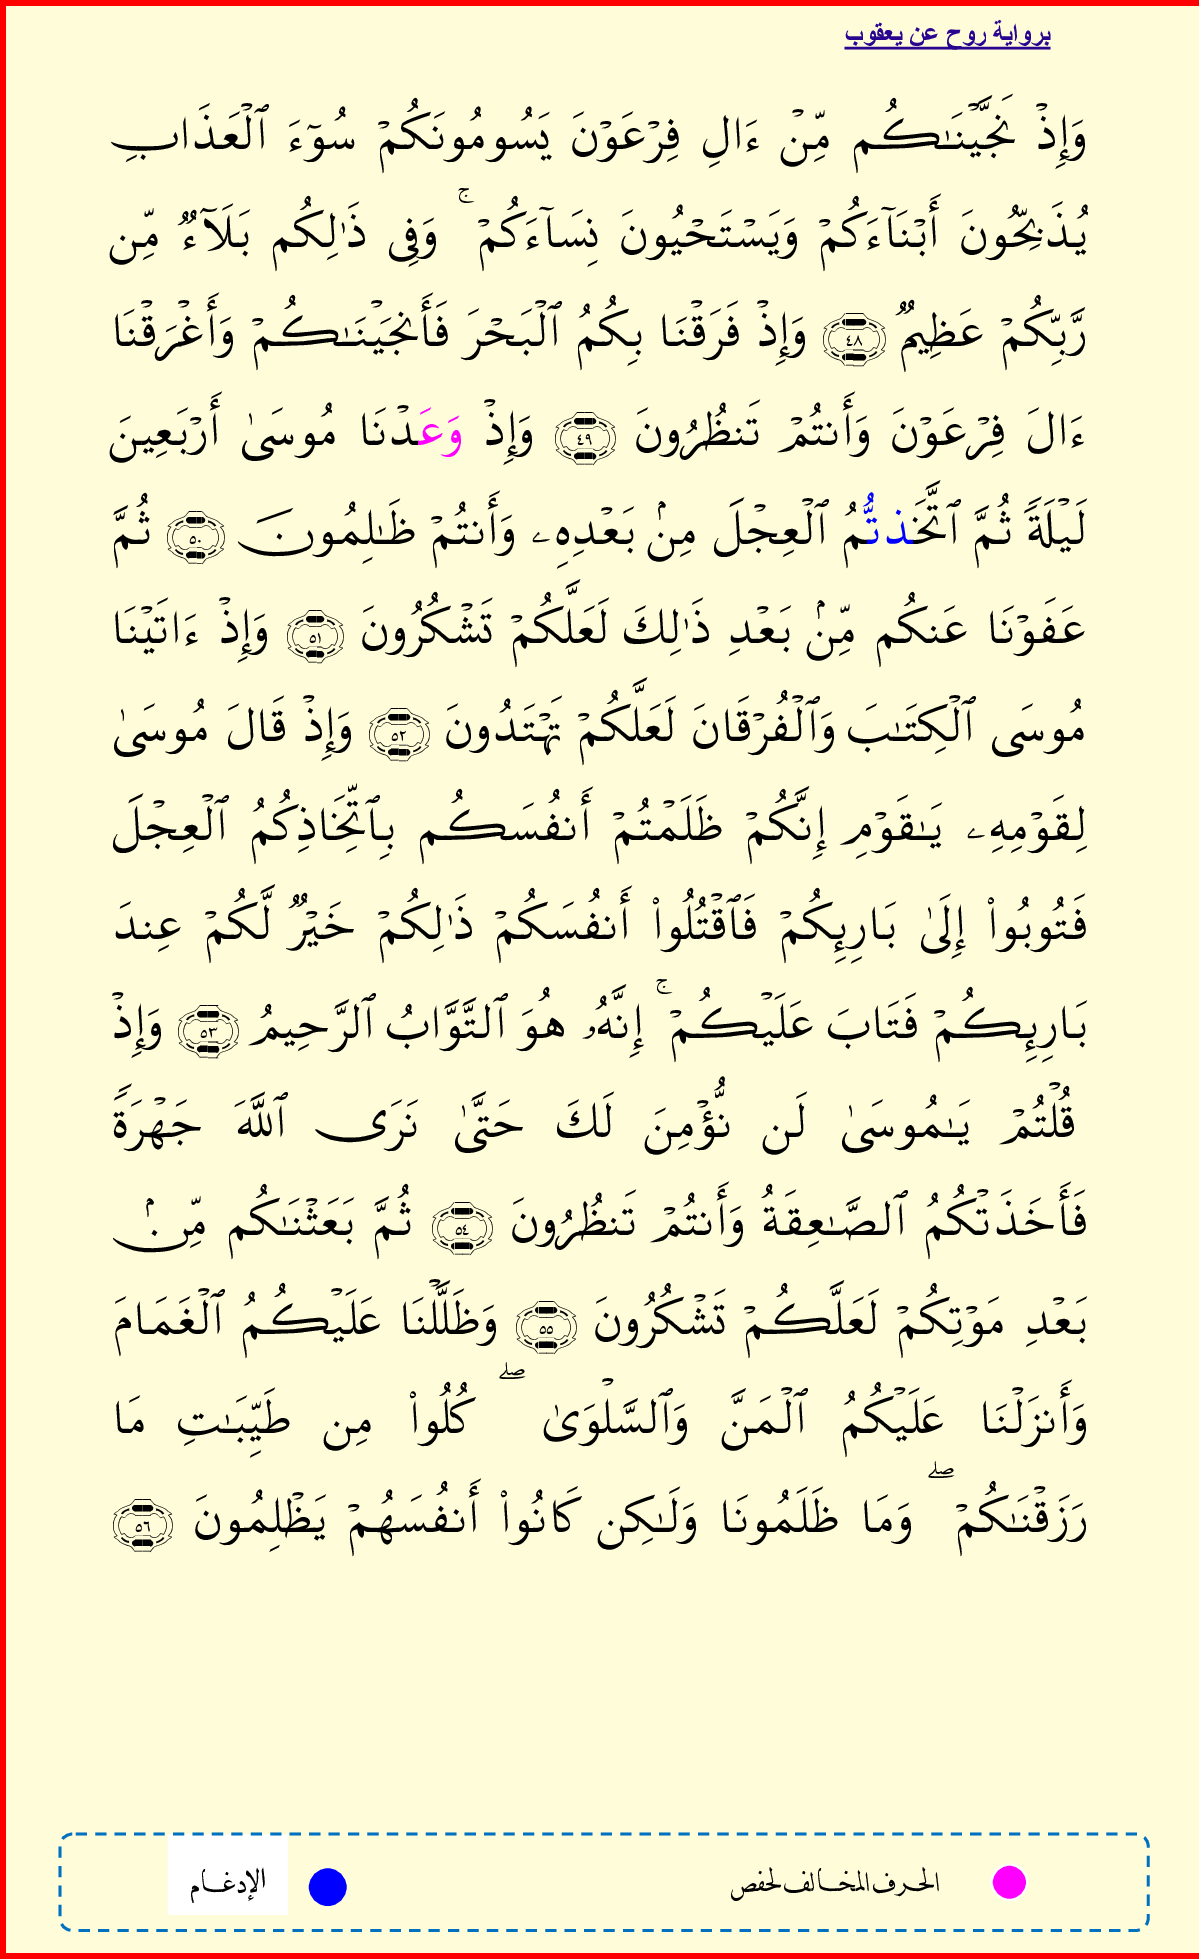 برواية روح عن يعقوب
وَإِذۡ نَجَّيۡنَٰكُم مِّنۡ ءَالِ فِرۡعَوۡنَ يَسُومُونَكُمۡ سُوٓءَ ٱلۡعَذَابِ
يُذَبِّحُونَ أَبۡنَآءَكُمۡ وَيَسۡتَحۡيُونَ نِسَآءَكُمۡۚ وَفِي ذَٰلِكُم بَلَآءٞ مِّن
رَّبِّكُمۡ عَظِيمٞ ٤٨ وَإِذۡ فَرَقۡنَا بِكُمُ ٱلۡبَحۡرَ فَأَنجَيۡنَٰكُمۡ وَأَغۡرَقۡنَا
ءَالَ فِرۡعَوۡنَ وَأَنتُمۡ تَنظُرُونَ ٤٩ وَإِذۡ وَعَدۡنَا مُوسَىٰ أَرۡبَعِينَ
لَيۡلَةٗ ثُمَّ ٱتَّخَذتُّمُ ٱلۡعِجۡلَ مِنۢ بَعۡدِهِۦ وَأَنتُمۡ ظَٰلِمُونَ ٥٠ ثُمَّ
عَفَوۡنَا عَنكُم مِّنۢ بَعۡدِ ذَٰلِكَ لَعَلَّكُمۡ تَشۡكُرُونَ ٥١ وَإِذۡ ءَاتَيۡنَا
مُوسَى ٱلۡكِتَٰبَ وَٱلۡفُرۡقَانَ لَعَلَّكُمۡ تَهۡتَدُونَ ٥٢ وَإِذۡ قَالَ مُوسَىٰ
لِقَوۡمِهِۦ يَٰقَوۡمِ إِنَّكُمۡ ظَلَمۡتُمۡ أَنفُسَكُم بِٱتِّخَاذِكُمُ ٱلۡعِجۡلَ
فَتُوبُواْ إِلَىٰ بَارِئِكُمۡ فَٱقۡتُلُواْ أَنفُسَكُمۡ ذَٰلِكُمۡ خَيۡرٞ لَّكُمۡ عِندَ
بَارِئِكُمۡ فَتَابَ عَلَيۡكُمۡۚ إِنَّهُۥ هُوَ ٱلتَّوَّابُ ٱلرَّحِيمُ ٥٣ وَإِذۡ
قُلۡتُمۡ يَٰمُوسَىٰ لَن نُّؤۡمِنَ لَكَ حَتَّىٰ نَرَى ٱللَّهَ جَهۡرَةٗ
فَأَخَذَتۡكُمُ ٱلصَّٰعِقَةُ وَأَنتُمۡ تَنظُرُونَ ٥٤ ثُمَّ بَعَثۡنَٰكُم مِّنۢ
بَعۡدِ مَوۡتِكُمۡ لَعَلَّكُمۡ تَشۡكُرُونَ ٥٥ وَظَلَّلۡنَا عَلَيۡكُمُ ٱلۡغَمَامَ
وَأَنزَلۡنَا عَلَيۡكُمُ ٱلۡمَنَّ وَٱلسَّلۡوَىٰۖ كُلُواْ مِن طَيِّبَٰتِ مَا
رَزَقۡنَٰكُمۡۖ وَمَا ظَلَمُونَا وَلَٰكِن كَانُواْ أَنفُسَهُمۡ يَظۡلِمُونَ ٥٦
الحرف المخالف لحفص
الإدغام